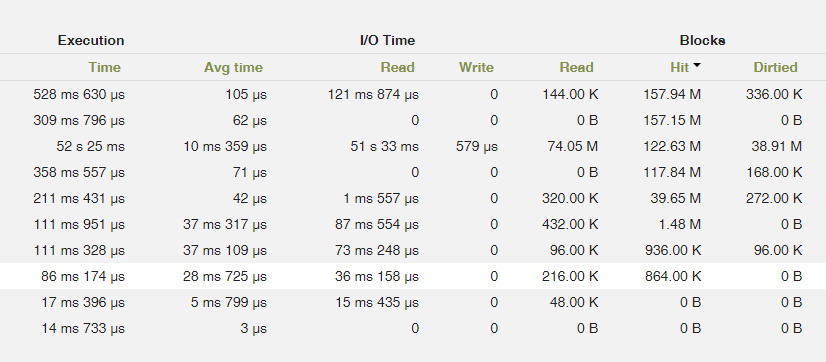 Execution I/O Time Blocks
Time Avg time Read Write Read Hit Dirtied
528 ms 630 µs 105 µs 121 ms 874 µs 0 144.00 K 157.94 M 336.00 K
309 ms 796 µs 62 µs 0 0 0 B 157.15 M 0 B
52 s 25 ms 10 ms 359 µs 51 s 33 ms 579 µs 74.05 M 122.63 M 38.91 M
358 ms 557 µs 71 µs 0 0 0 B 117.84 M 168.00 K
211 ms 431 µs 42 µs 1 ms 557 µs 0 320.00 K 39.65 M 272.00 K
111 ms 951 µs 37 ms 317 µs 87 ms 554 µs 0 432.00 K 1.48 M 0 B
111 ms 328 µs 37 ms 109 µs 73 ms 248 µs 0 96.00 K 936.00 K 96.00 K
86 ms 174 µs 28 ms 725 µs 36 ms 158 µs 0 216.00 K 864.00 K 0 B
17 ms 396 µs 5 ms 799 µs 15 ms 435 µs 0 48.00 K 0 B 0 B
14 ms 733 µs 3 µs 0 0 0 B 0 B 0 B